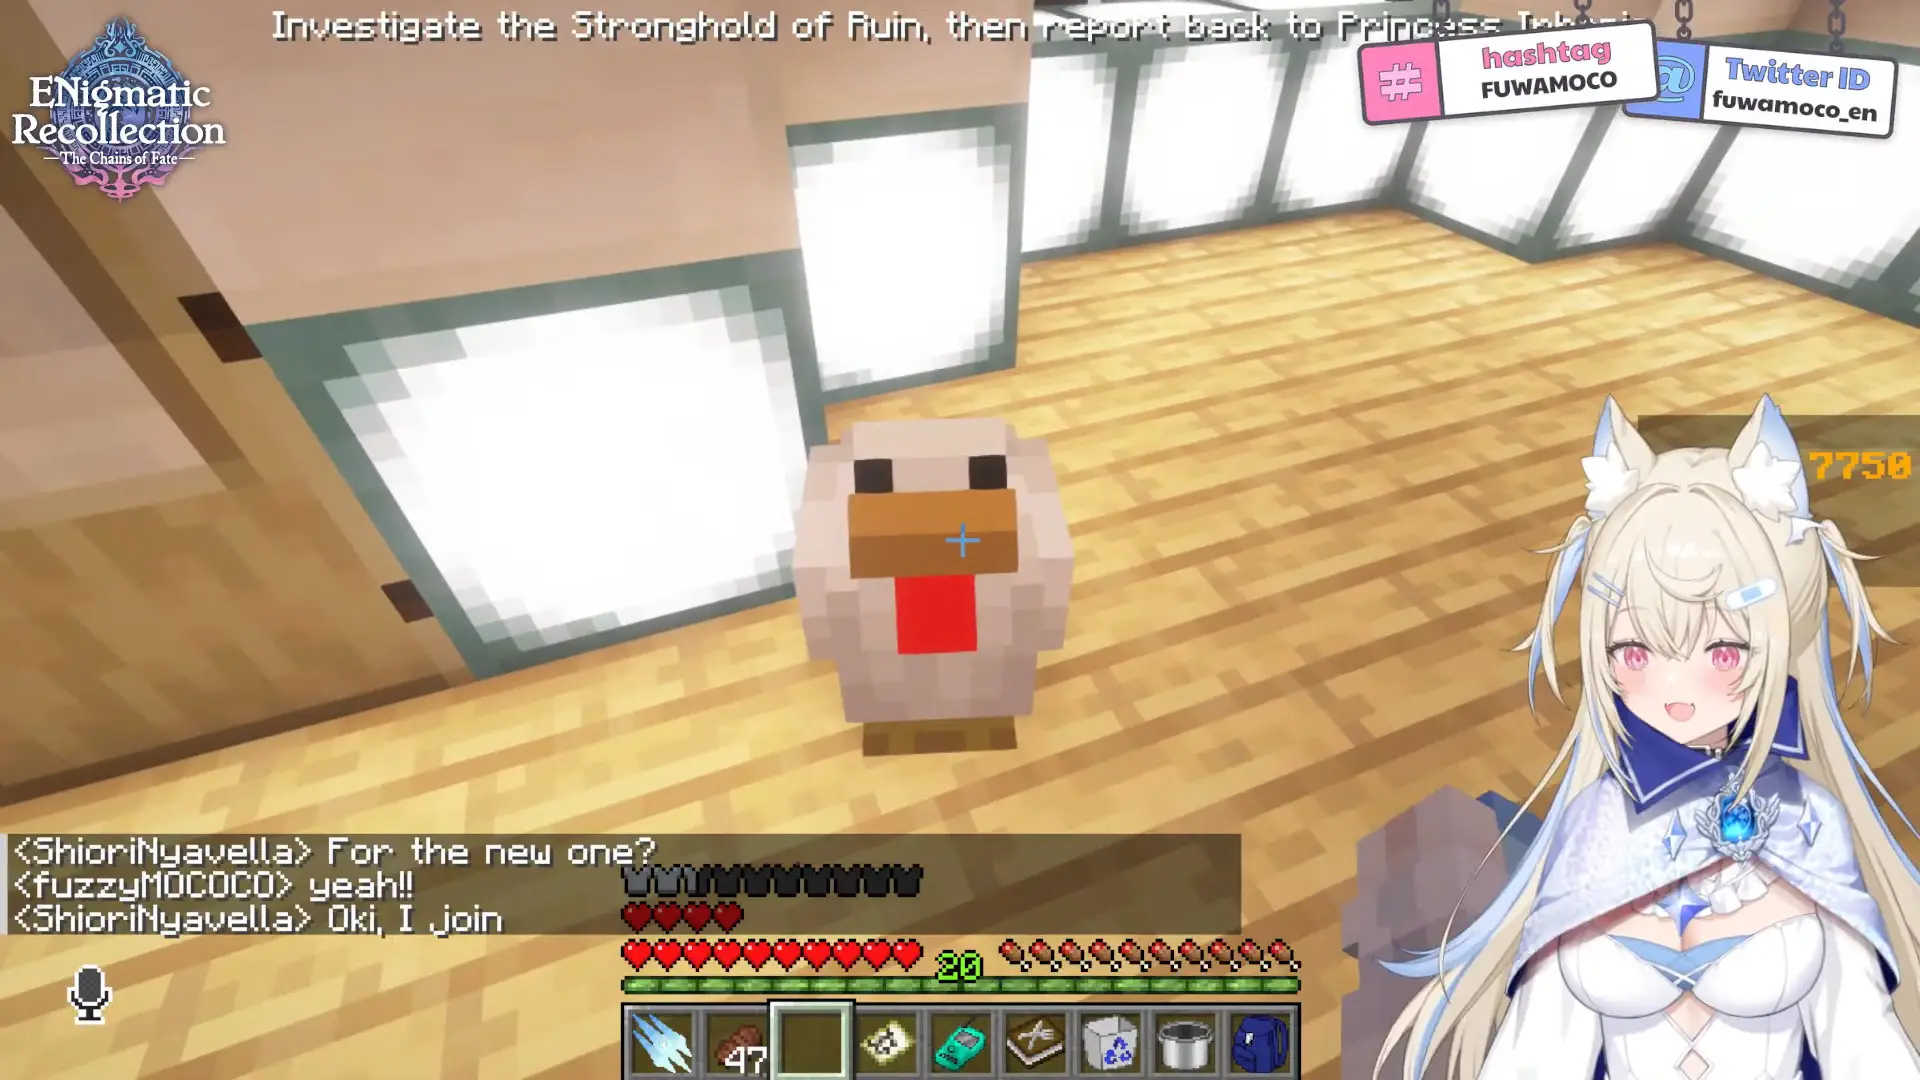 Investigate the Stronghold of Ruin, then report back to Princess
ENigmatic
Recollection
—The Chains of Fate—
#
hashtag
FUWAMOCO
@
Twitter ID
fuwamoco_en
7750
<ShioriNyavella> For the new one?
<fuzzyMOCOCO> yeah!!
<ShioriNyavella> Oki, I join
20
47